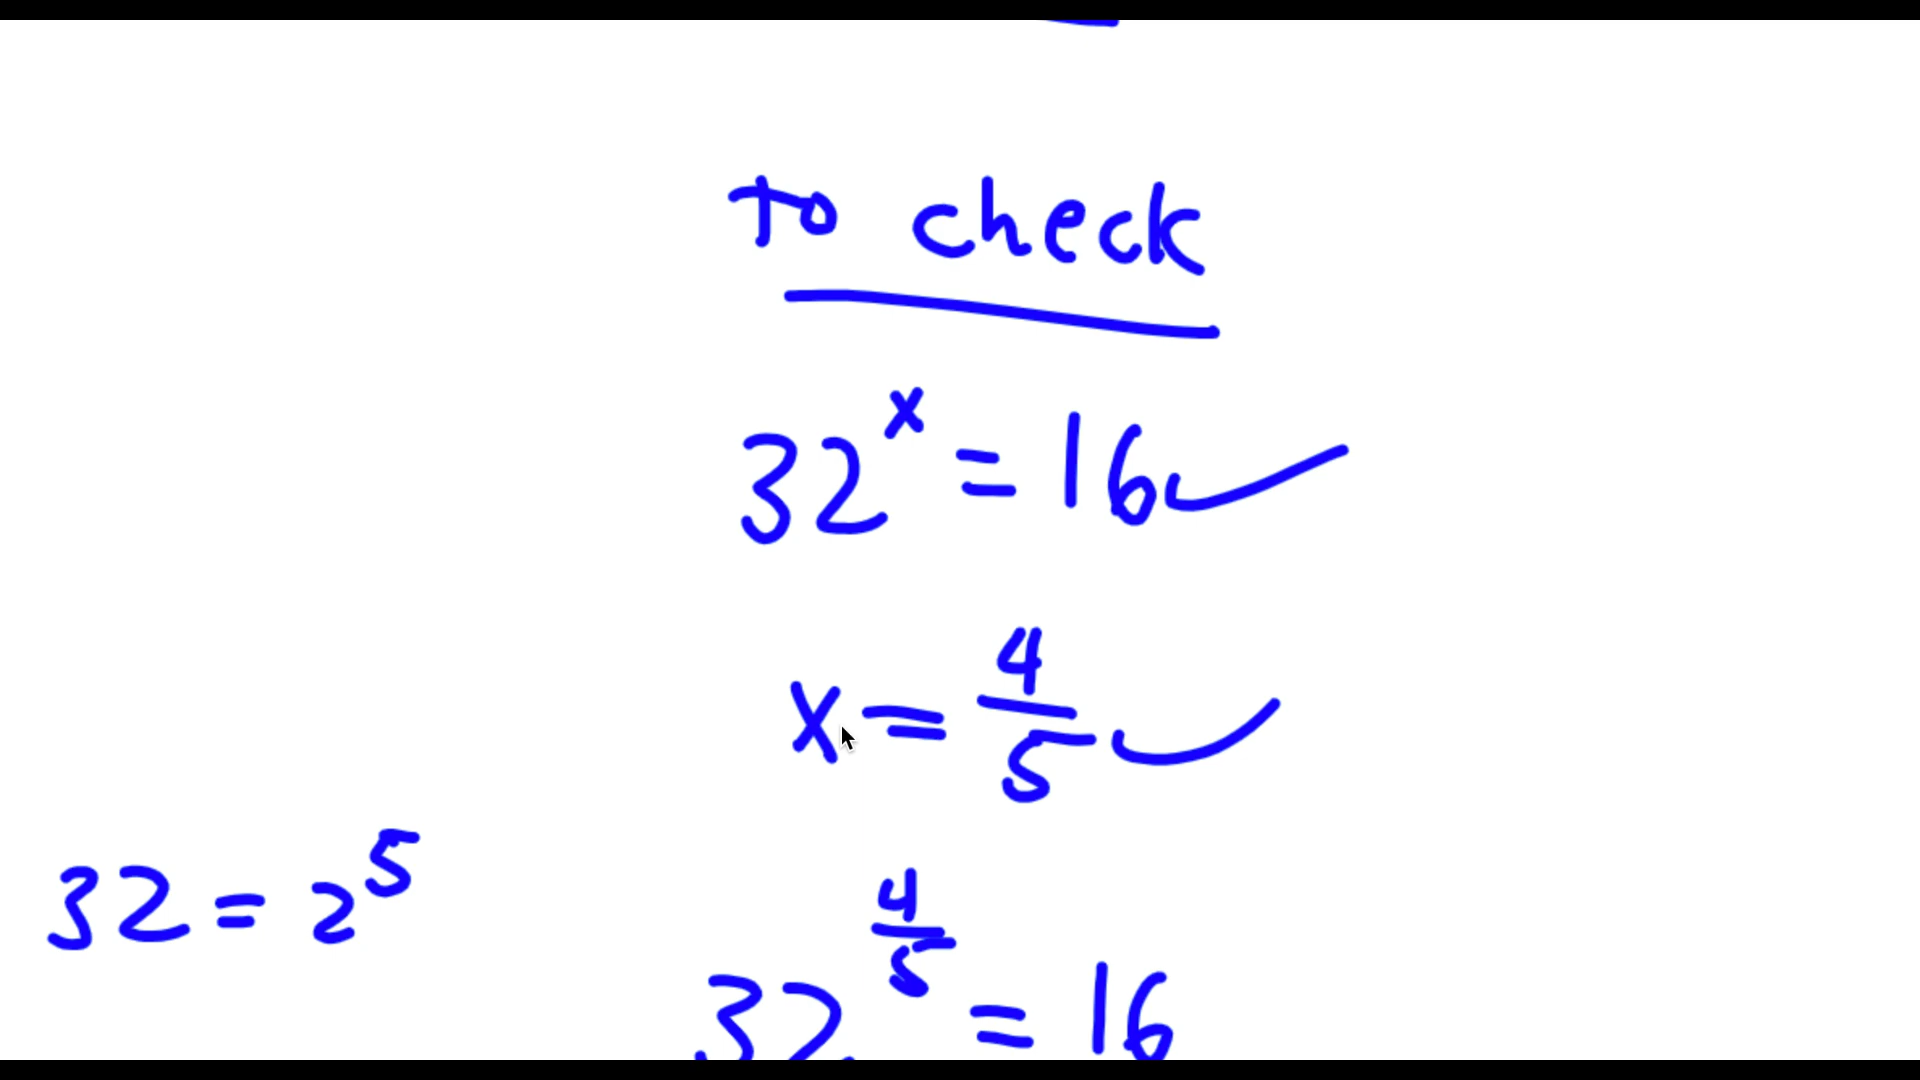 To check
32^x = 16
x = 4/5
32 = 2^5
32^(4/5) = 16